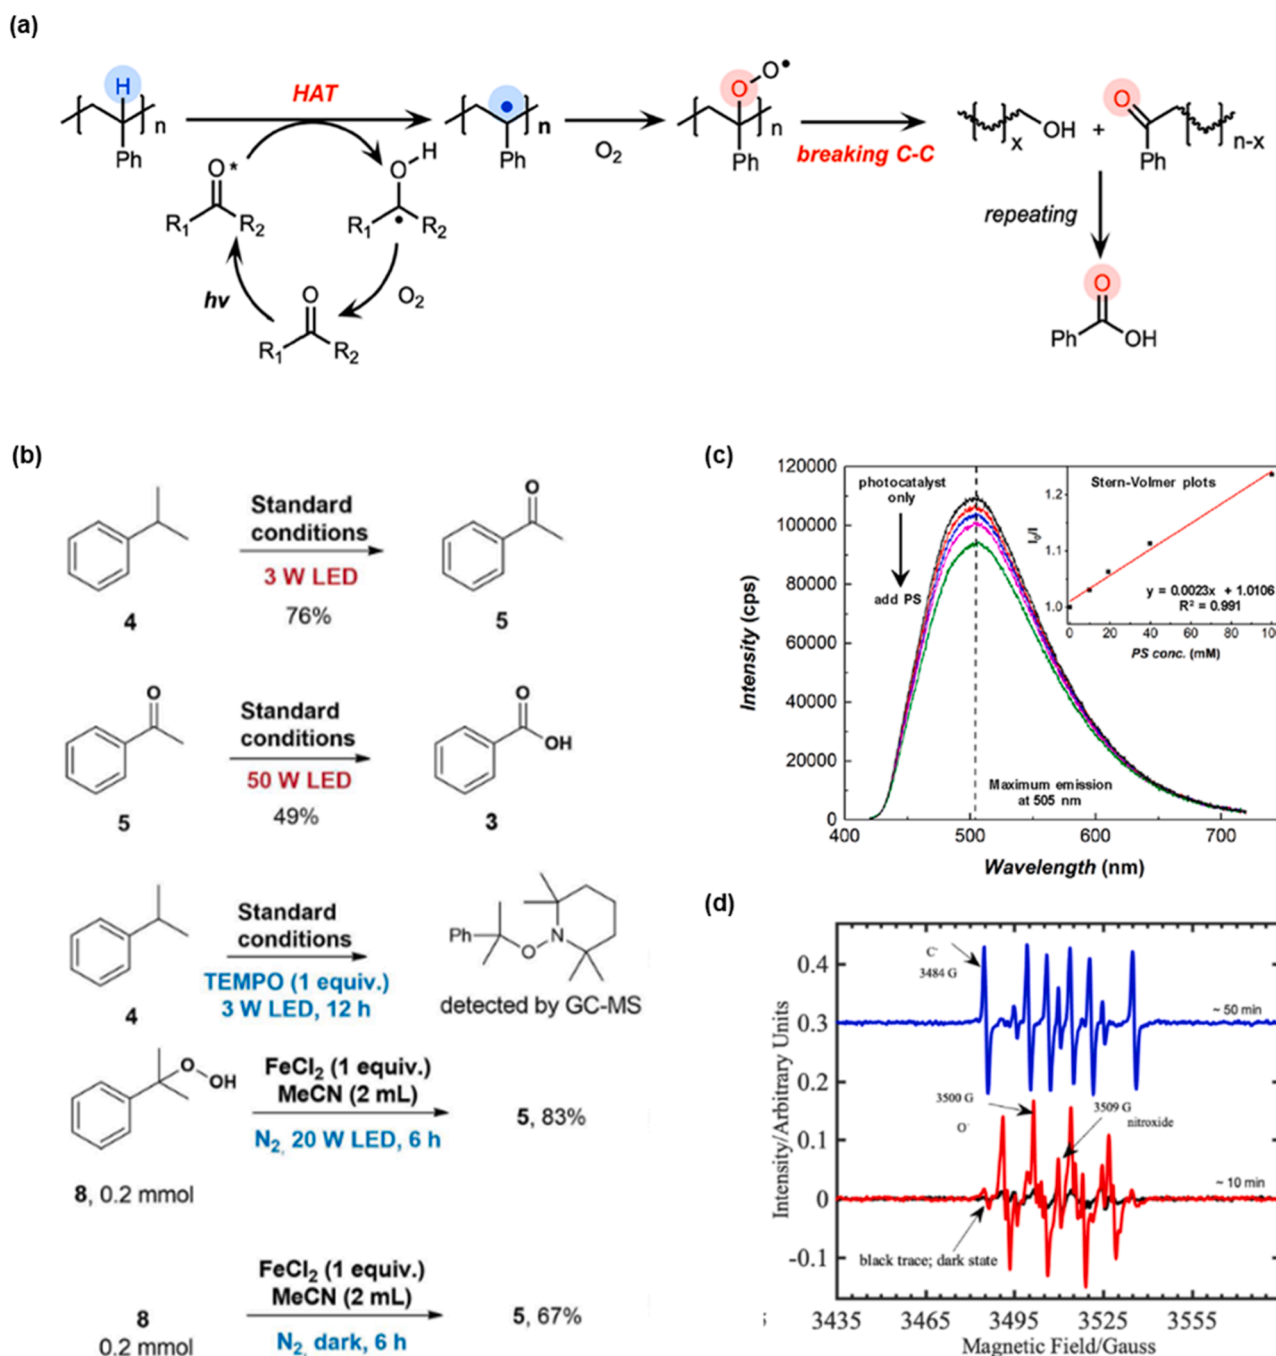 (a)
H
n
Ph
HAT
n
Ph
O2
O
O•
n
Ph
breaking C-C
x
OH
+
O
Ph
n-x
repeating
O
Ph
OH
O*
R1
R2
O
H
R1
R2
hv
O2
O
R1
R2
(b)
Standard
conditions
3 W LED
76%
O
4
5
O
Standard
conditions
50 W LED
49%
O
OH
5
3
Standard
conditions
TEMPO (1 equiv.)
3 W LED, 12 h
Ph
O
N
4
detected by GC-MS
O
OH
FeCl2 (1 equiv.)
MeCN (2 mL)
N2, 20 W LED, 6 h
5, 83%
8, 0.2 mmol
FeCl2 (1 equiv.)
MeCN (2 mL)
N2, dark, 6 h
8
0.2 mmol
5, 67%
(c)
120000
100000
80000
60000
40000
20000
0
Intensity (cps)
photocatalyst
only
add PS
Maximum emission
at 505 nm
400
500
600
700
Wavelength (nm)
Stern-Volmer plots
1.2
1.1
1.0
I0/I
y = 0.0023x + 1.0106
R² = 0.991
0
20
40
60
80
100
PS conc. (mM)
(d)
0.4
0.3
0.2
0.1
0
-0.1
Intensity/Arbitrary Units
C·
3484 G
~ 50 min
3500 G
O·
3509 G
nitroxide
~ 10 min
black trace; dark state
3435
3465
3495
3525
3555
Magnetic Field/Gauss